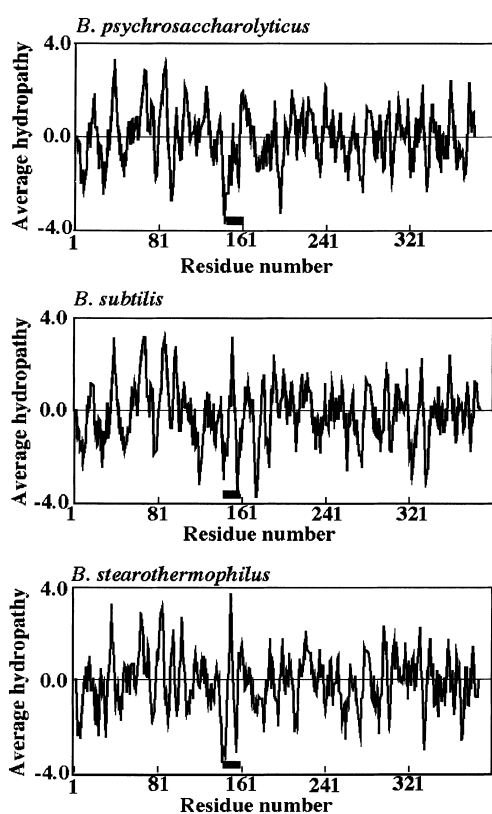 B. psychrosaccharolyticus
4.0
Average hydropathy
0.0
-4.0
1 81 161 241 321
Residue number
B. subtilis
4.0
Average hydropathy
0.0
-4.0
1 81 161 241 321
Residue number
B. stearothermophilus
4.0
Average hydropathy
0.0
-4.0
1 81 161 241 321
Residue number